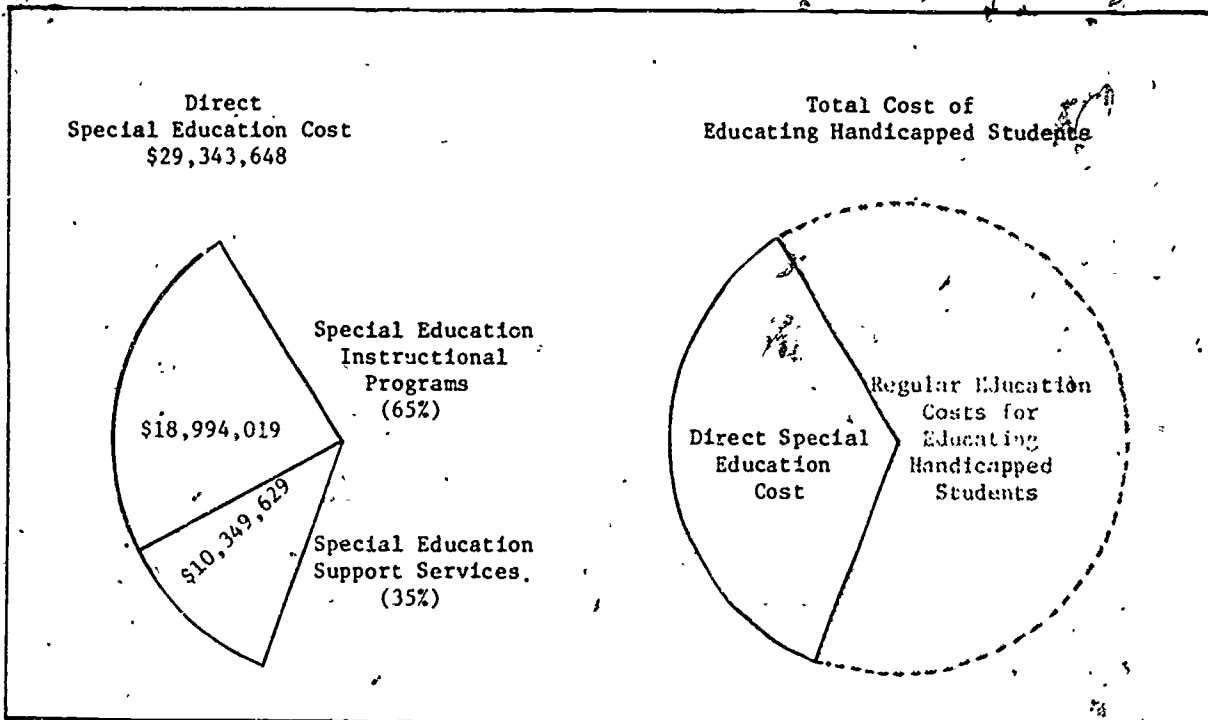 Direct
Special Education Cost
$29,343,648
Special Education
Instructional
Programs
(65%)
$18,994,019
$10,349,629
Special Education
Support Services
(35%)
Total Cost of
Educating Handicapped Students
Direct Special
Education
Cost
Regular Education
Costs for
Educating
Handicapped
Students